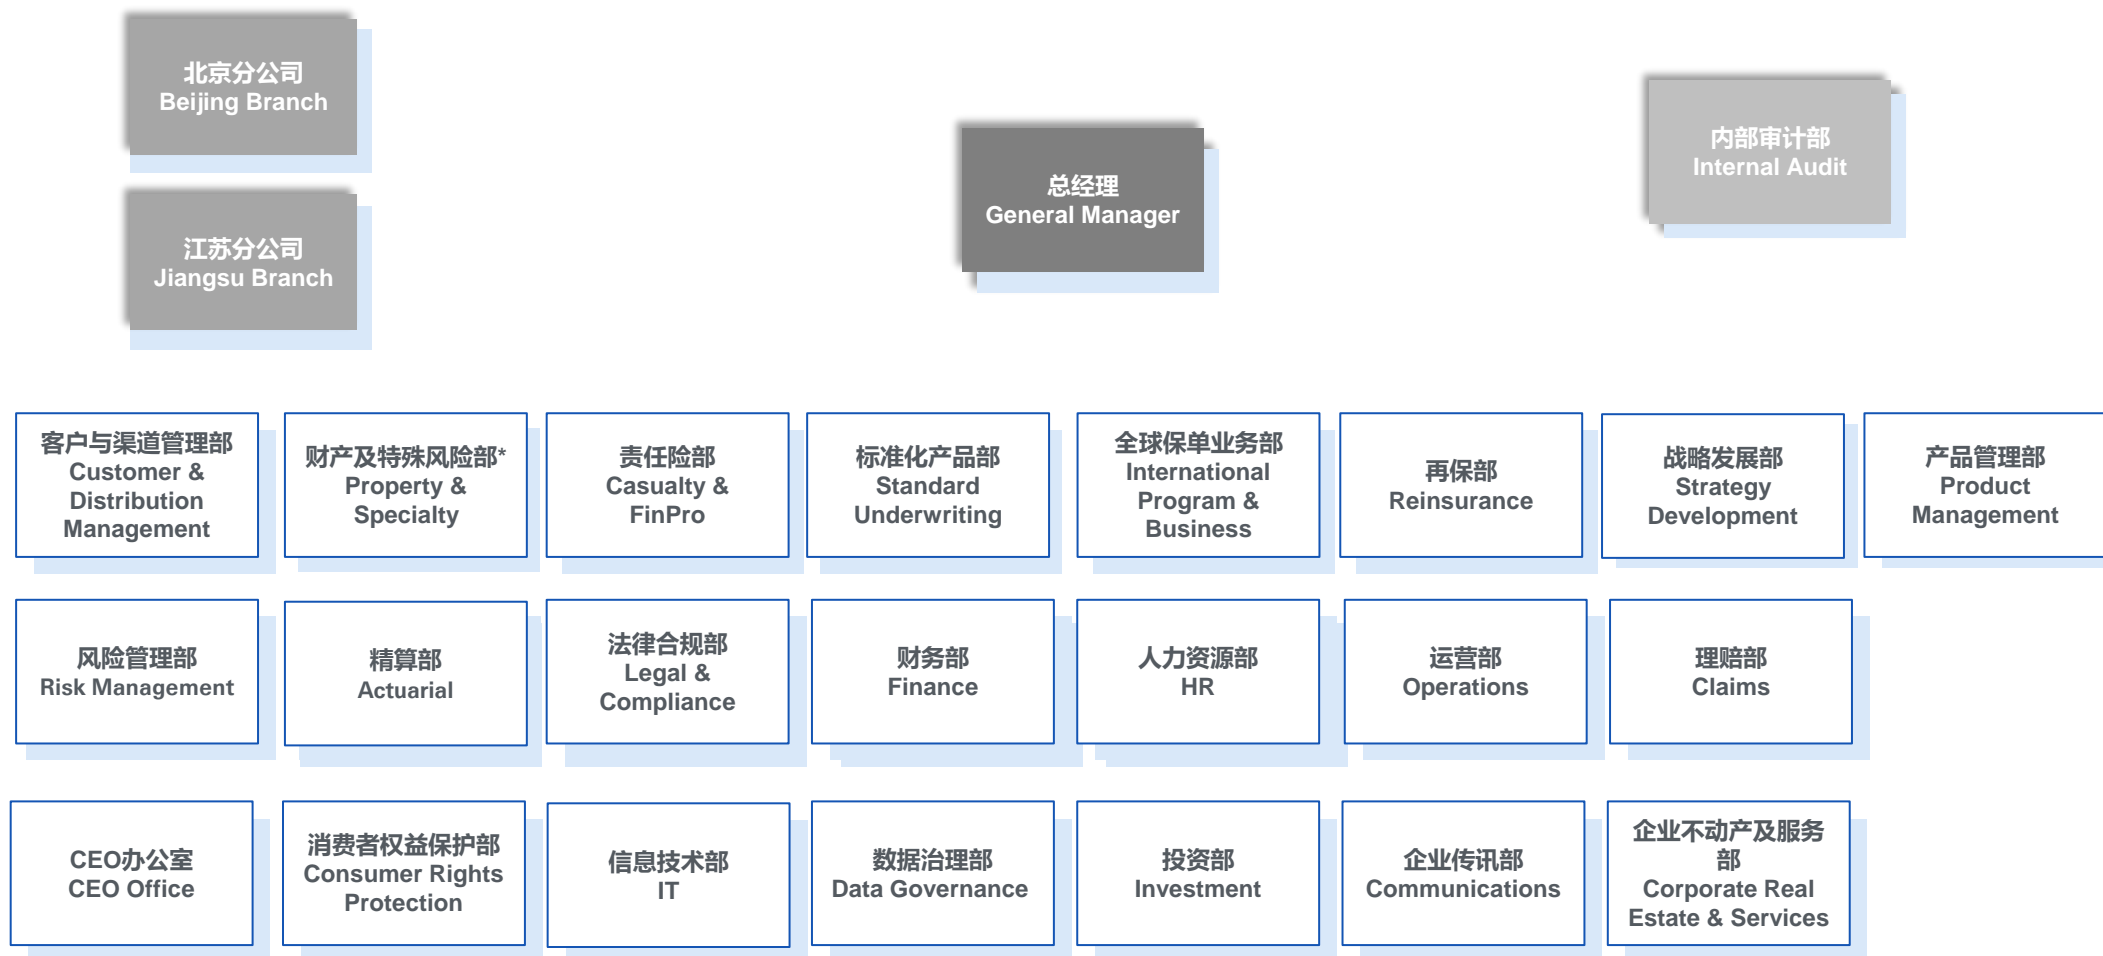 北京分公司
Beijing Branch
江苏分公司
Jiangsu Branch
总经理
General Manager
内部审计部
Internal Audit
客户与渠道管理部
Customer &
Distribution
Management
财产及特殊风险部*
Property &
Specialty
责任险部
Casualty &
FinPro
标准化产品部
Standard
Underwriting
全球保单业务部
International
Program &
Business
再保部
Reinsurance
战略发展部
Strategy
Development
产品管理部
Product
Management
风险管理部
Risk Management
精算部
Actuarial
法律合规部
Legal &
Compliance
财务部
Finance
人力资源部
HR
运营部
Operations
理赔部
Claims
CEO办公室
CEO Office
消费者权益保护部
Consumer Rights
Protection
信息技术部
IT
数据治理部
Data Governance
投资部
Investment
企业传讯部
Communications
企业不动产及服务
部
Corporate Real
Estate & Services